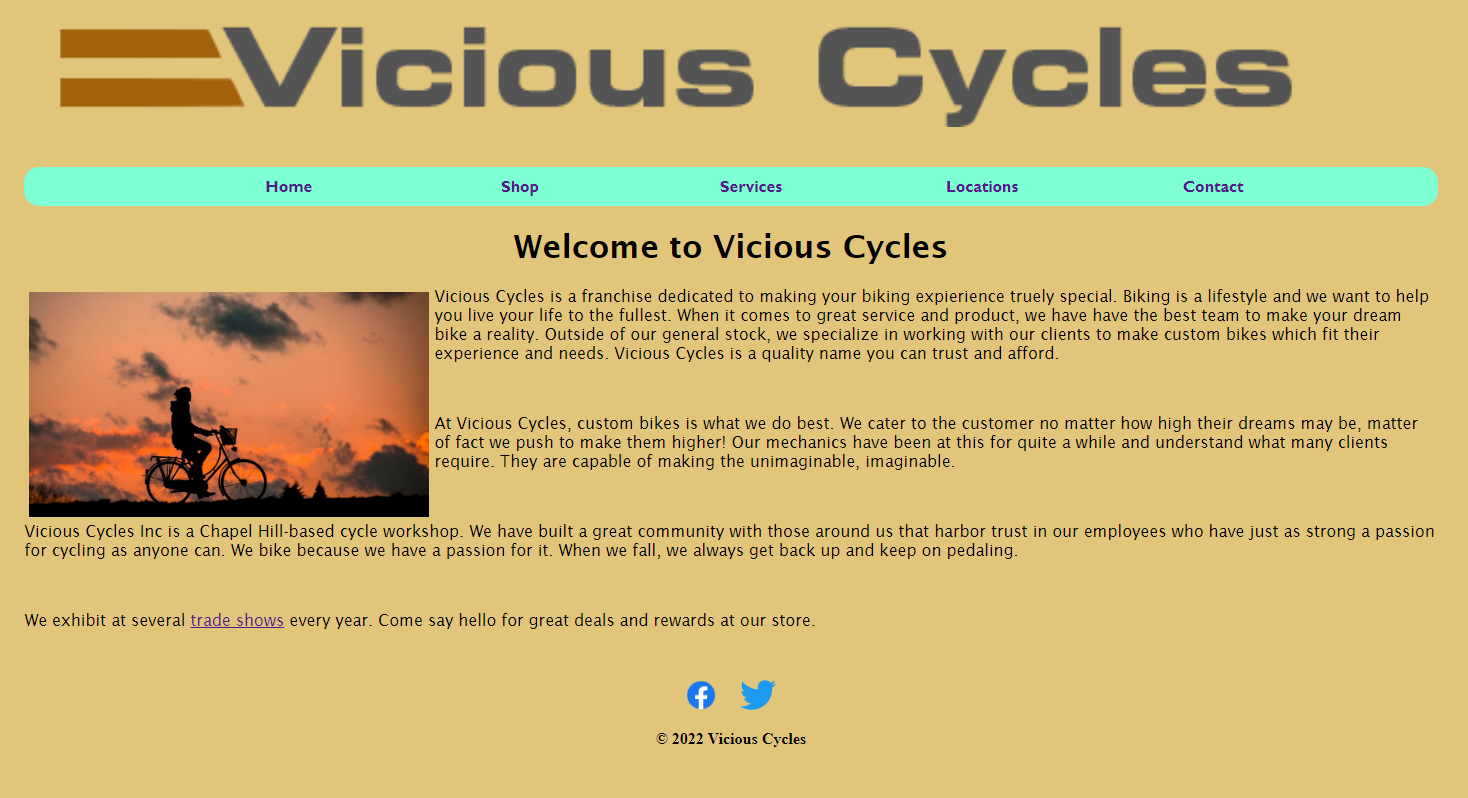 Vicious Cycles
Home Shop Services Locations Contact
Welcome to Vicious Cycles
Vicious Cycles is a franchise dedicated to making your biking expierience truely special. Biking is a lifestyle and we want to help
you live your life to the fullest. When it comes to great service and product, we have have the best team to make your dream
bike a reality. Outside of our general stock, we specialize in working with our clients to make custom bikes which fit their
experience and needs. Vicious Cycles is a quality name you can trust and afford.
At Vicious Cycles, custom bikes is what we do best. We cater to the customer no matter how high their dreams may be, matter
of fact we push to make them higher! Our mechanics have been at this for quite a while and understand what many clients
require. They are capable of making the unimaginable, imaginable.
Vicious Cycles Inc is a Chapel Hill-based cycle workshop. We have built a great community with those around us that harbor trust in our employees who have just as strong a passion
for cycling as anyone can. We bike because we have a passion for it. When we fall, we always get back up and keep on pedaling.
We exhibit at several trade shows every year. Come say hello for great deals and rewards at our store.
© 2022 Vicious Cycles